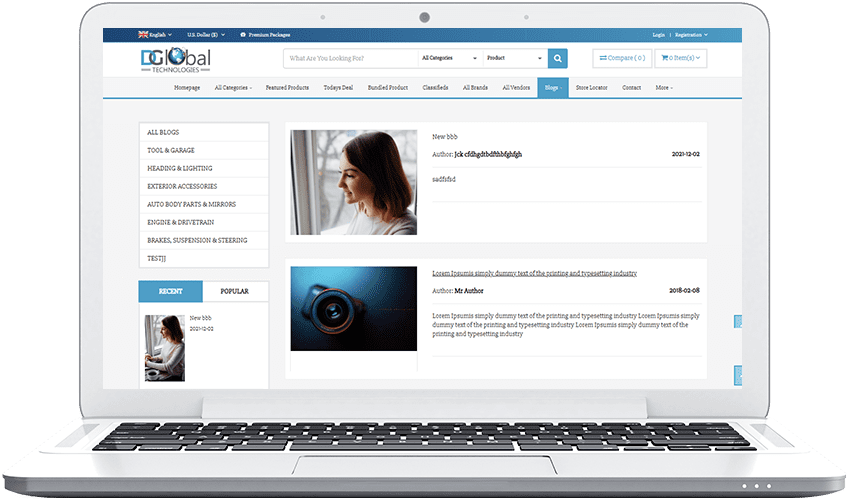 English
U.S. Dollar ($)
Premium Packages
Login | Registration
DGlobal
TECHNOLOGIES
What Are You Looking For?
All Categories
Product
Compare ( 0 )
0 Item(s)
Homepage
All Categories
Featured Products
Todays Deal
Bundled Product
Classifieds
All Brands
All Vendors
Blogs
Store Locator
Contact
More
ALL BLOGS
TOOL & GARAGE
HEADING & LIGHTING
EXTERIOR ACCESSORIES
AUTO BODY PARTS & MIRRORS
ENGINE & DRIVETRAIN
BRAKES, SUSPENSION & STEERING
TESTJJ
RECENT
POPULAR
New bbb
2021-12-02
New bbb
Author: Jck cfdhgdtbdfthbfghfgh
2021-12-02
sadfsfsd
Lorem Ipsumis simply dummy text of the printing and typesetting industry
Author: Mr Author
2018-02-08
Lorem Ipsumis simply dummy text of the printing and typesetting industry Lorem Ipsumis simply
dummy text of the printing and typesetting industry Lorem Ipsumis simply dummy text of the
printing and typesetting industry